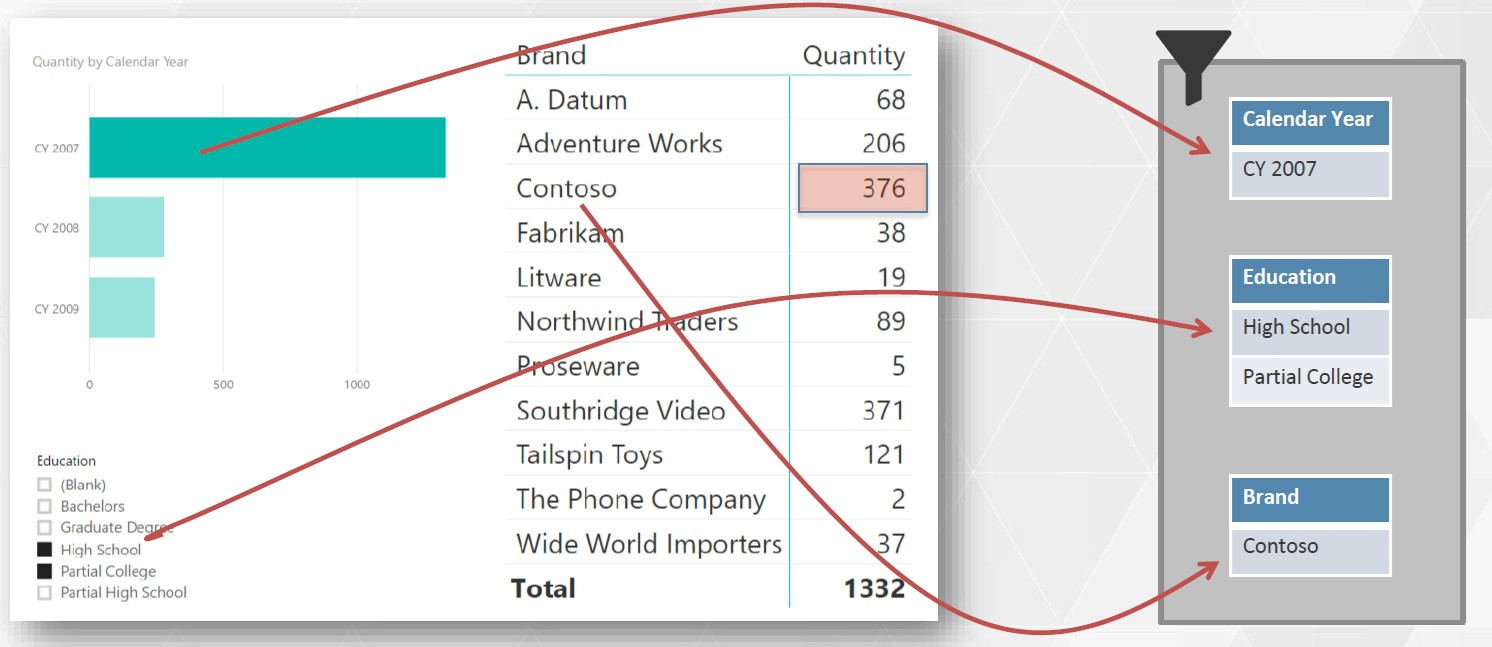 Quantity by Calendar Year
CY 2007
CY 2008
CY 2009
0 500 1000
Education
(Blank)
Bachelors
Graduate Degree
High School
Partial College
Partial High School
Brand Quantity
A. Datum 68
Adventure Works 206
Contoso 376
Fabrikam 38
Litware 19
Northwind Traders 89
Proseware 5
Southridge Video 371
Tailspin Toys 121
The Phone Company 2
Wide World Importers 37
Total 1332
Calendar Year
CY 2007
Education
High School
Partial College
Brand
Contoso